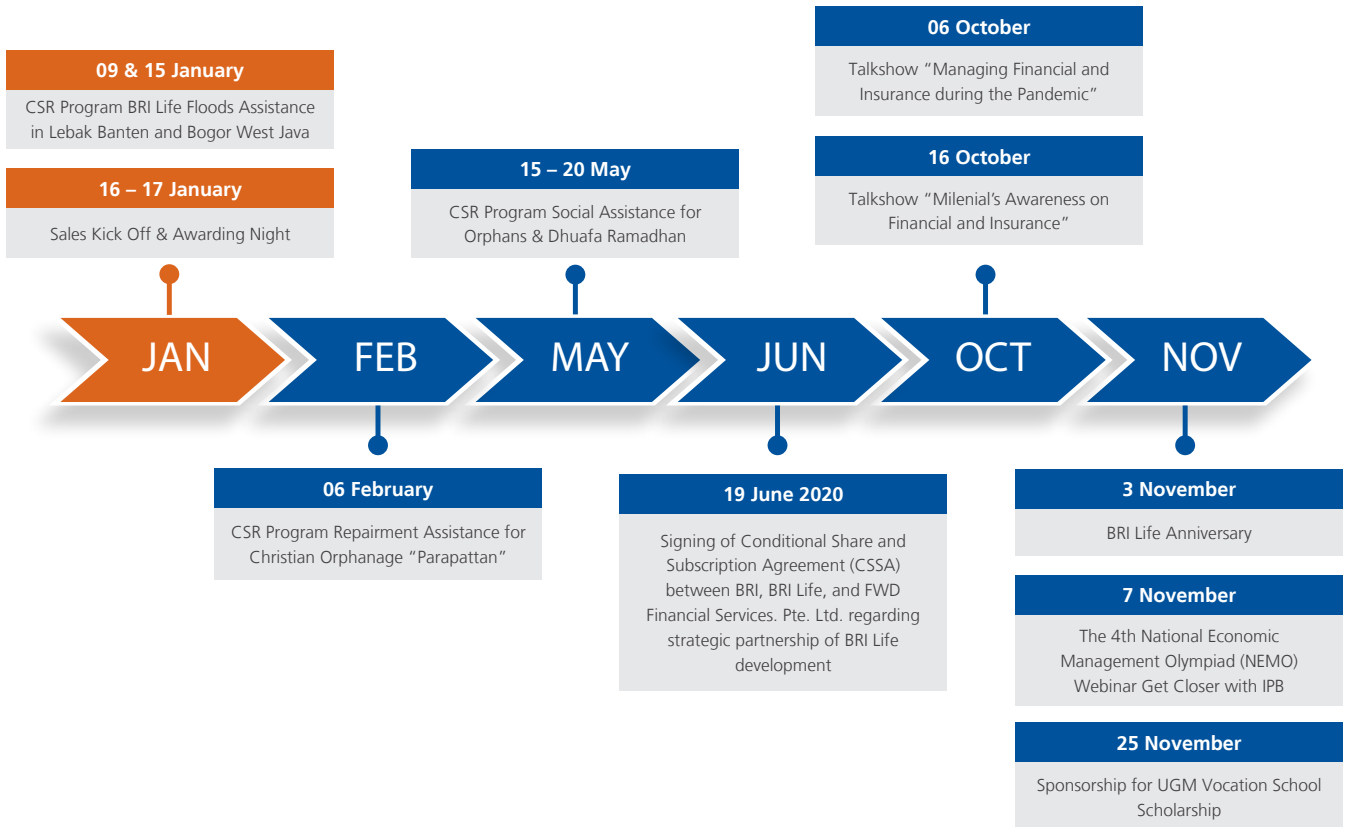 09 & 15 January
CSR Program BRI Life Floods Assistance
in Lebak Banten and Bogor West Java
16 – 17 January
Sales Kick Off & Awarding Night
15 – 20 May
CSR Program Social Assistance for
Orphans & Dhuafa Ramadhan
06 October
Talkshow “Managing Financial and
Insurance during the Pandemic”
16 October
Talkshow “Milenial’s Awareness on
Financial and Insurance”
JAN
FEB
MAY
JUN
OCT
NOV
06 February
CSR Program Repairment Assistance for
Christian Orphanage “Parapattan”
19 June 2020
Signing of Conditional Share and
Subscription Agreement (CSSA)
between BRI, BRI Life, and FWD
Financial Services. Pte. Ltd. regarding
strategic partnership of BRI Life
development
3 November
BRI Life Anniversary
7 November
The 4th National Economic
Management Olympiad (NEMO)
Webinar Get Closer with IPB
25 November
Sponsorship for UGM Vocation School
Scholarship